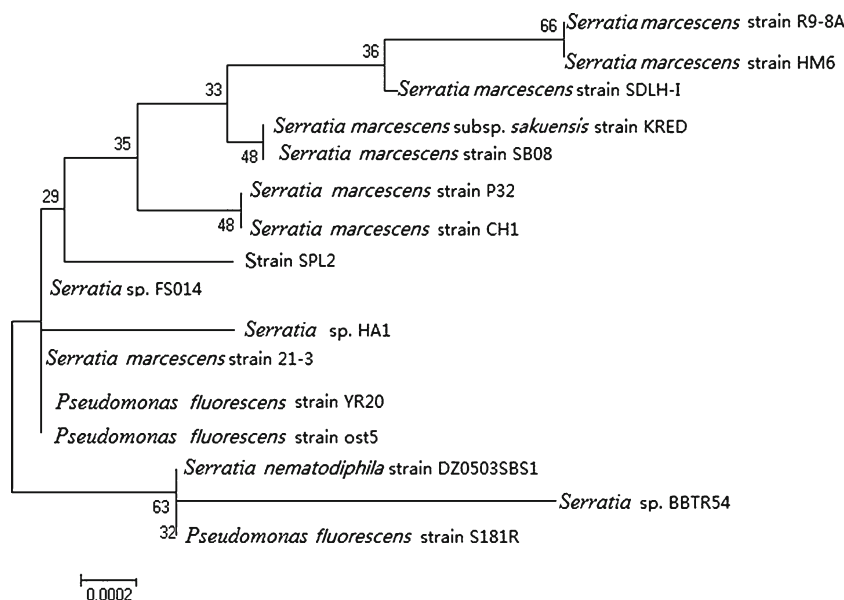 66
Serratia marcescens strain R9-8A
36
Serratia marcescens strain HM6
33
Serratia marcescens strain SDLH-I
Serratia marcescens subsp. sakuensis strain KRED
48
Serratia marcescens strain SB08
35
Serratia marcescens strain P32
29
48
Serratia marcescens strain CH1
Strain SPL2
Serratia sp. FS014
Serratia sp. HA1
Serratia marcescens strain 21-3
Pseudomonas fluorescens strain YR20
Pseudomonas fluorescens strain ost5
Serratia nematodiphila strain DZ0503SBS1
63
Serratia sp. BBTR54
32
Pseudomonas fluorescens strain S181R
0.0002